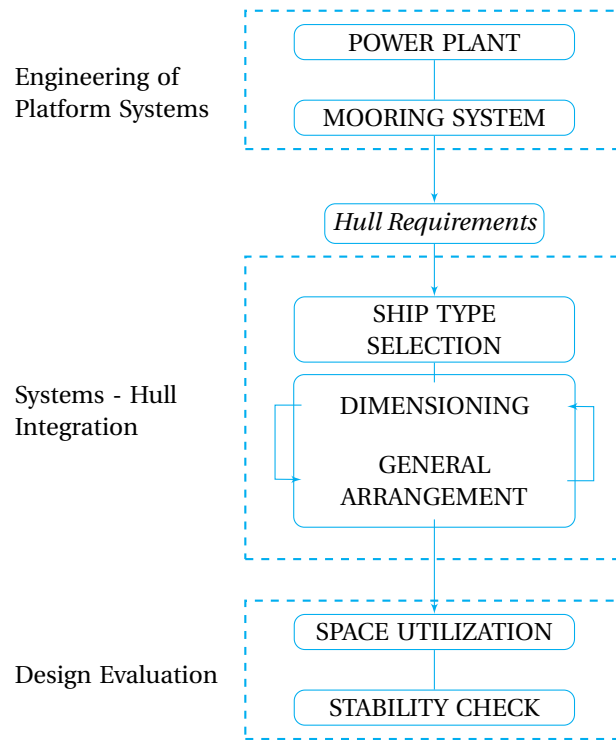 POWER PLANT
Engineering of
Platform Systems
MOORING SYSTEM
Hull Requirements
SHIP TYPE
SELECTION
Systems - Hull
Integration
DIMENSIONING
GENERAL
ARRANGEMENT
SPACE UTILIZATION
Design Evaluation
STABILITY CHECK